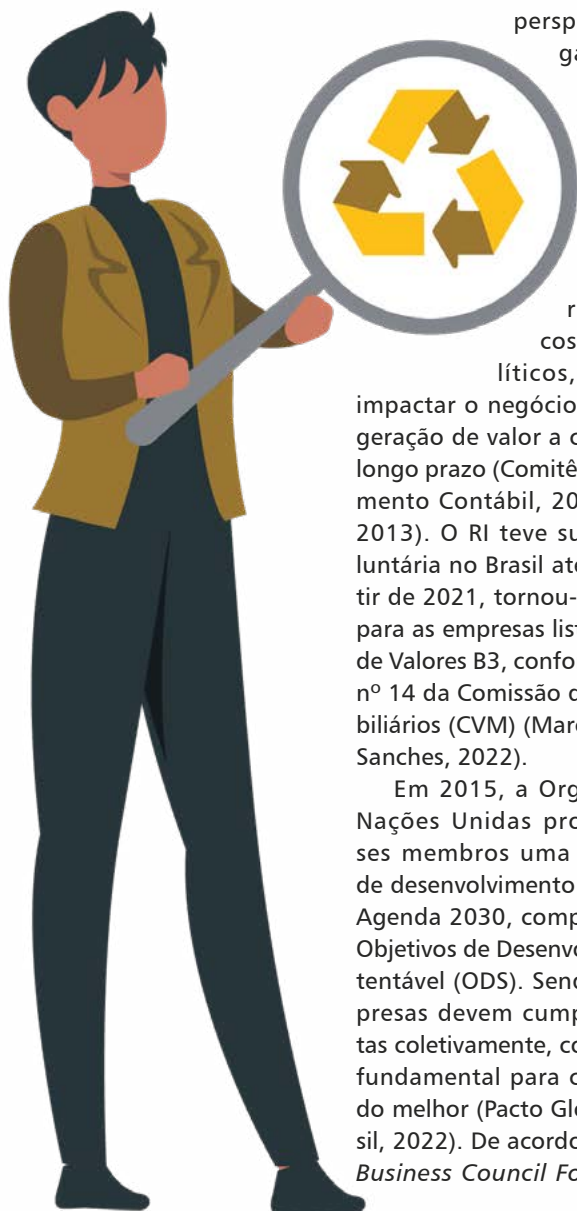 persp
ga
r
cos
líticos,
impactar o negócio
geração de valor a c
longo prazo (Comitê
mento Contábil, 20
2013). O RI teve su
luntária no Brasil ate
tir de 2021, tornou-
para as empresas list
de Valores B3, confo
nº 14 da Comissão d
biliários (CVM) (Marc
Sanches, 2022).
Em 2015, a Org
Nações Unidas pro
ses membros uma
de desenvolvimento
Agenda 2030, comp
Objetivos de Desenvo
tentável (ODS). Send
presas devem cump
tas coletivamente, co
fundamental para c
do melhor (Pacto Glo
sil, 2022). De acordo
Business Council Fo